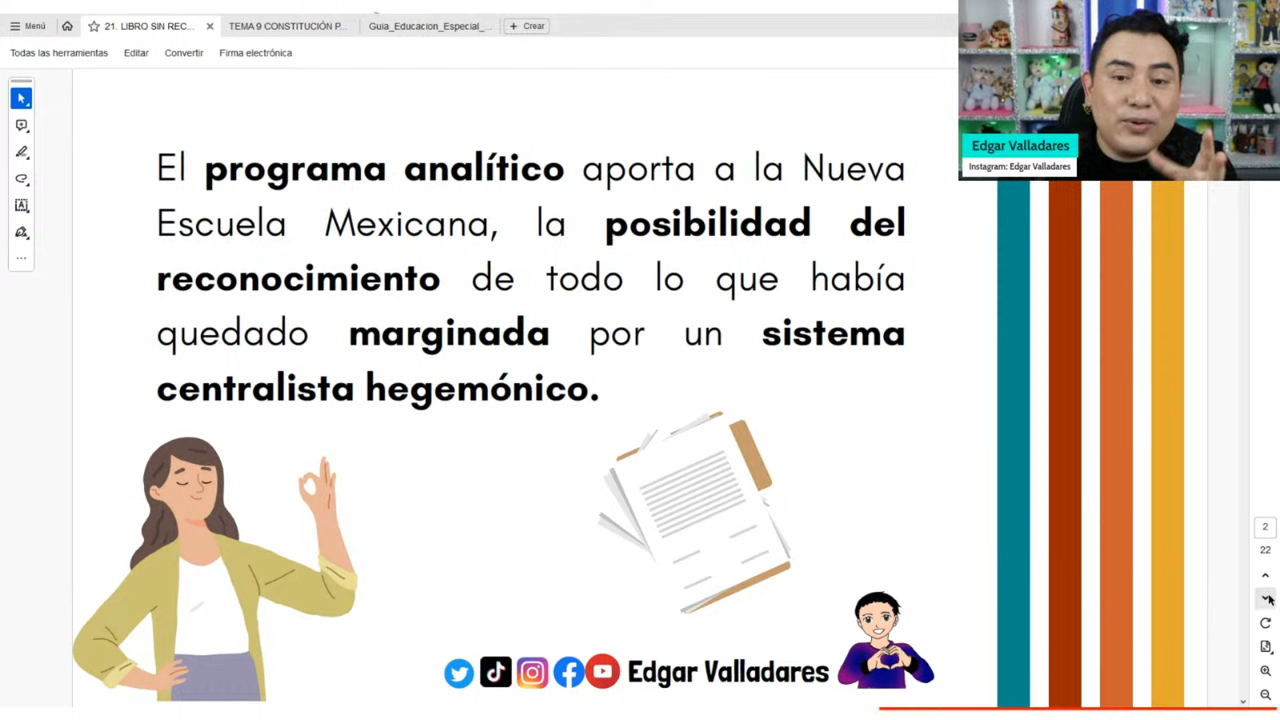 Menú
21. LIBRO SIN REC...
TEMA 9 CONSTITUCIÓN P...
Guia_Educacion_Especial_...
+ Crear
Todas las herramientas
Editar
Convertir
Firma electrónica
Edgar Valladares
Instagram: Edgar Valladares
El programa analítico aporta a la Nueva
Escuela Mexicana, la posibilidad del
reconocimiento de todo lo que había
quedado marginada por un sistema
centralista hegemónico.
2
22
Edgar Valladares